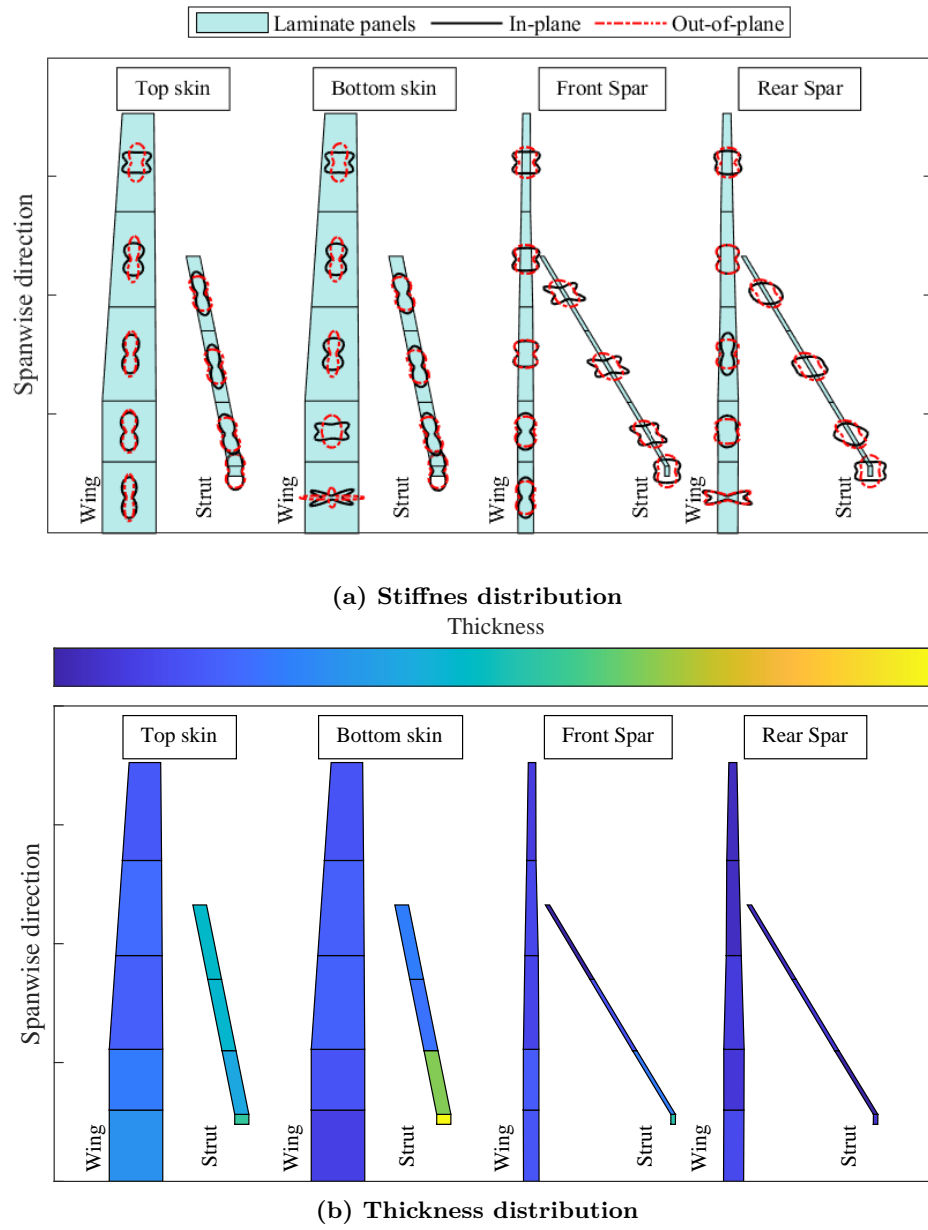 Laminate panels In-plane Out-of-plane
Top skin Bottom skin Front Spar Rear Spar
Spanwise direction
Wing Strut Wing Strut Wing Strut Wing Strut
(a) Stiffnes distribution
Thickness
Top skin Bottom skin Front Spar Rear Spar
Spanwise direction
Wing Strut Wing Strut Wing Strut Wing Strut
(b) Thickness distribution